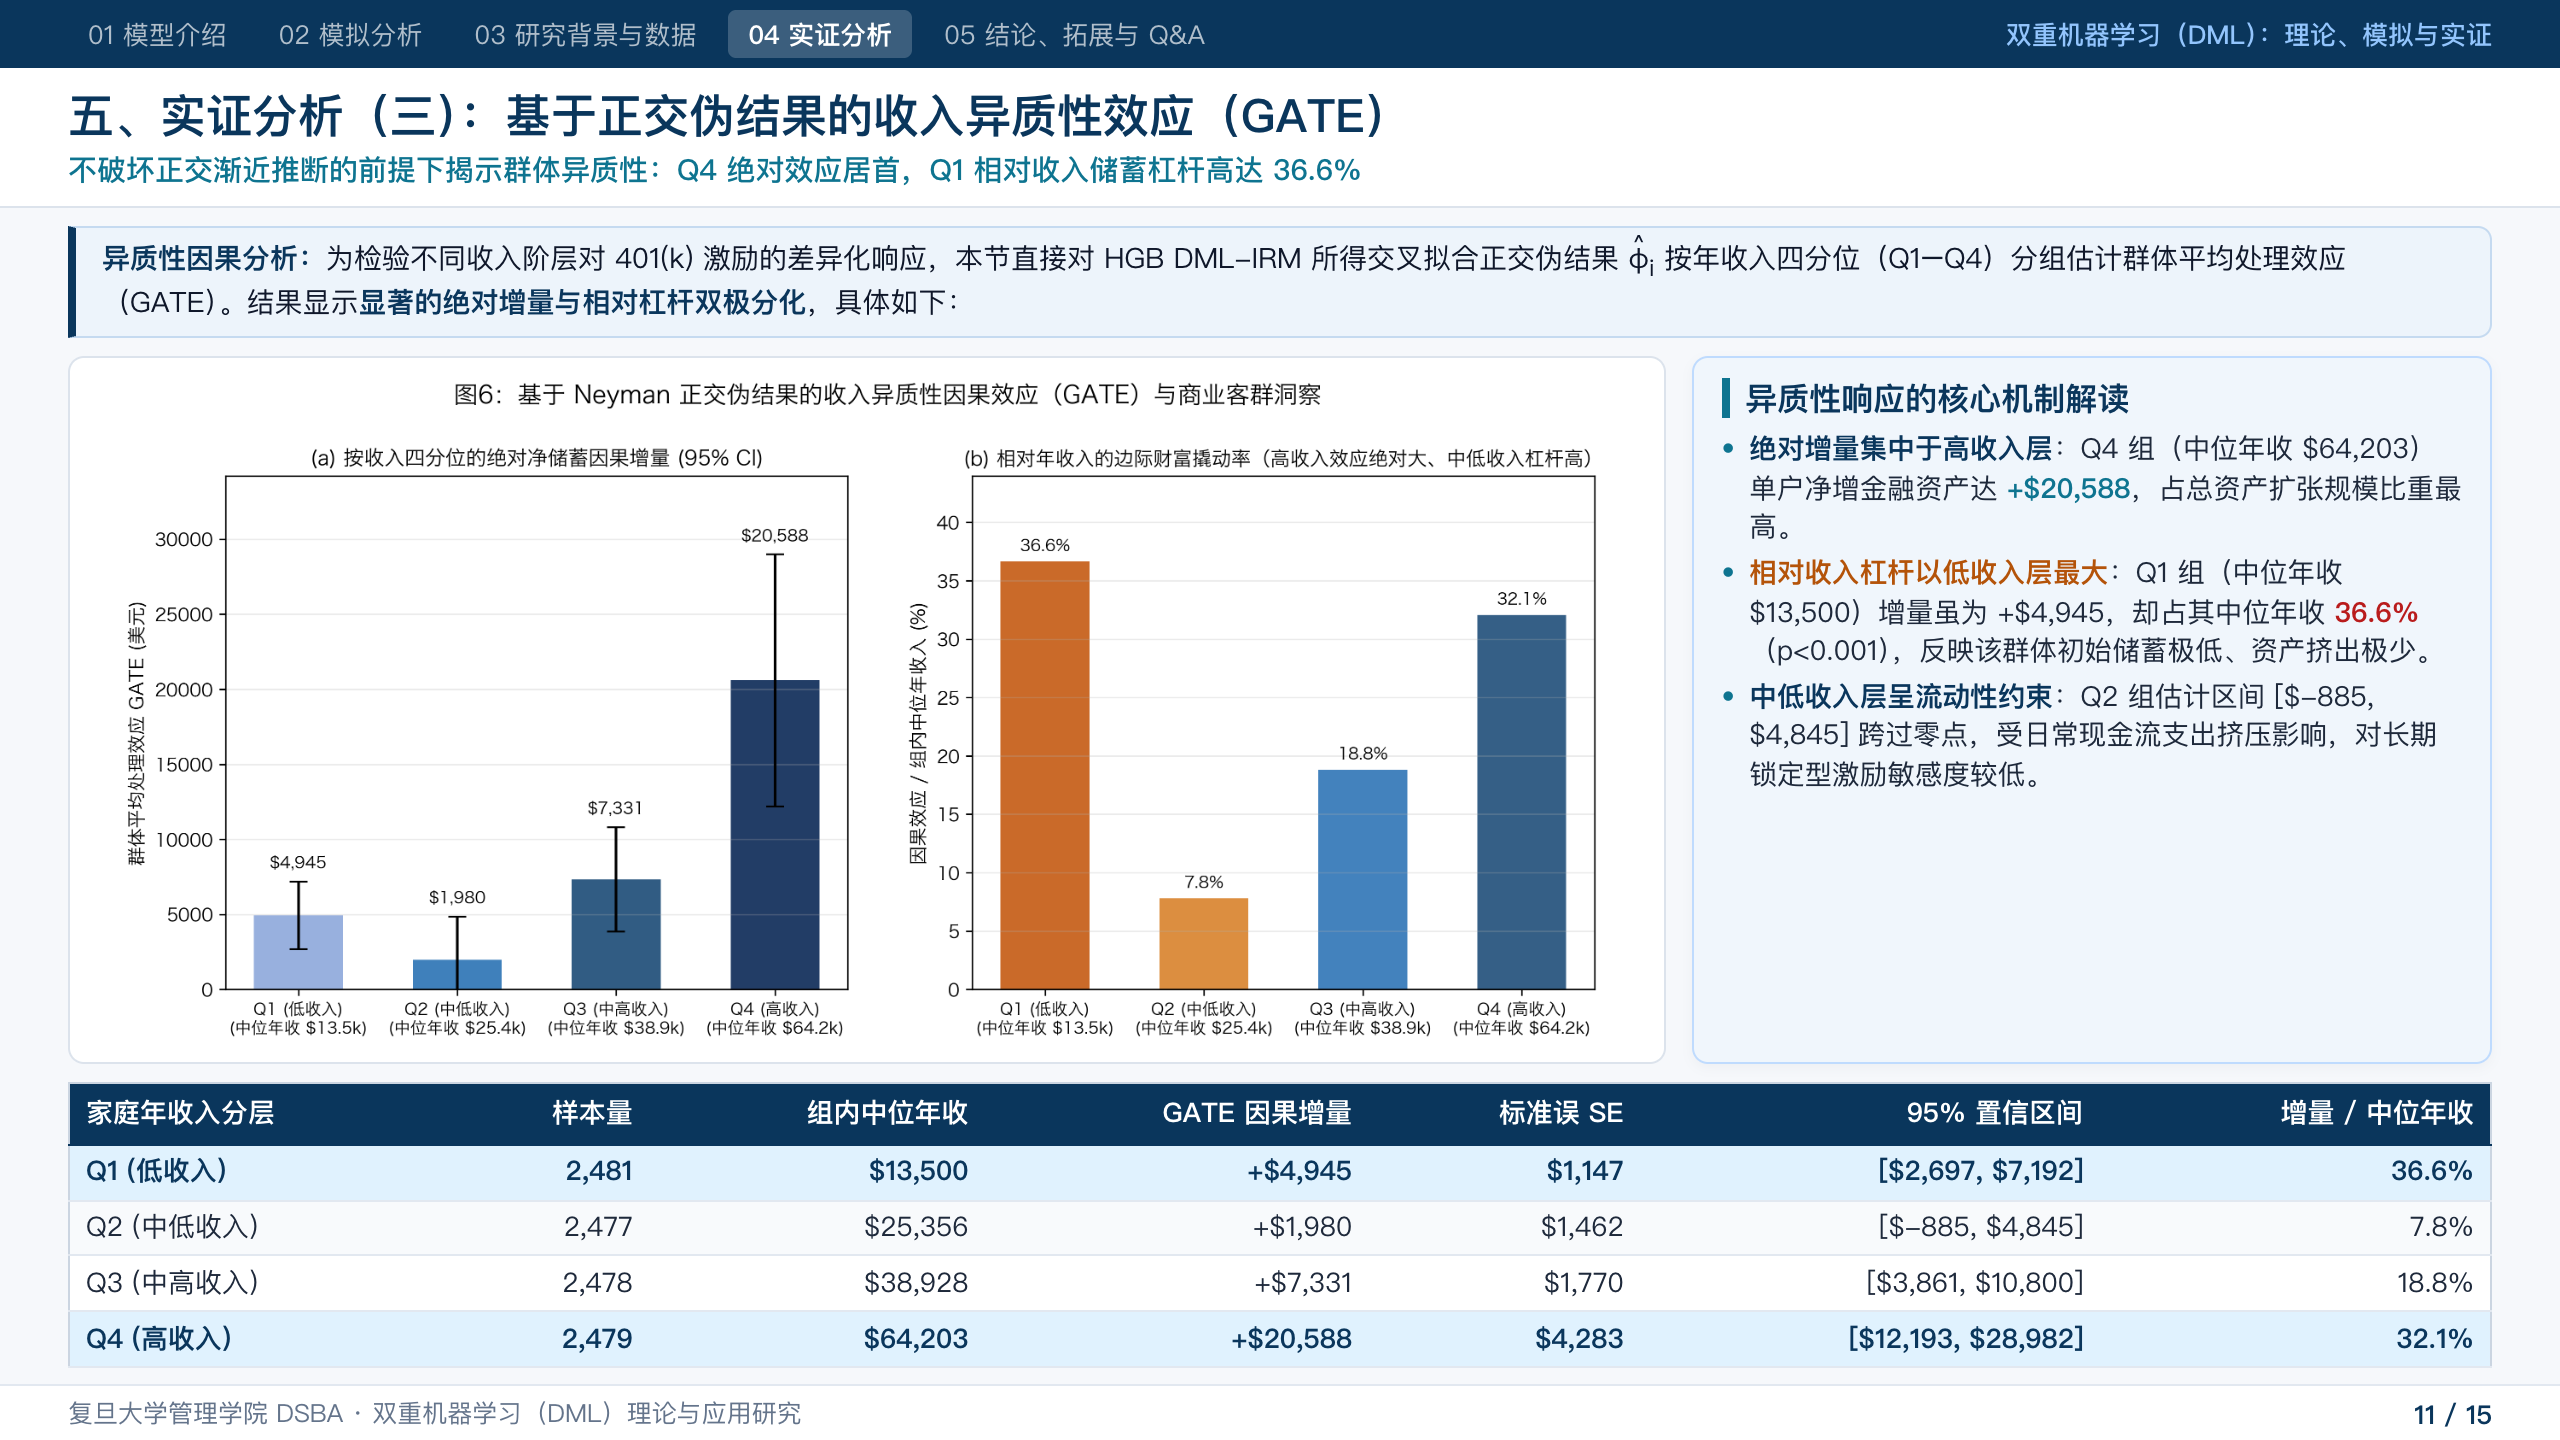 01 模型介绍 02 模拟分析 03 研究背景与数据 04 实证分析 05 结论、拓展与 Q&A 双重机器学习（DML）：理论、模拟与实证
五、实证分析（三）：基于正交伪结果的收入异质性效应（GATE）
不破坏正交渐近推断的前提下揭示群体异质性：Q4 绝对效应居首，Q1 相对收入储蓄杠杆高达 36.6%
异质性因果分析：为检验不同收入阶层对 401(k) 激励的差异化响应，本节直接对 HGB DML-IRM 所得交叉拟合正交伪结果 ϕ̂i 按年收入四分位（Q1—Q4）分组估计群体平均处理效应
（GATE）。结果显示显著的绝对增量与相对杠杆双极分化，具体如下：
图6：基于 Neyman 正交伪结果的收入异质性因果效应（GATE）与商业客群洞察
(a) 按收入四分位的绝对净储蓄因果增量 (95% CI)
群体平均处理效应 GATE (美元)
30000
25000
20000
15000
10000
5000
0
$4,945
$1,980
$7,331
$20,588
Q1 (低收入) Q2 (中低收入) Q3 (中高收入) Q4 (高收入)
(中位年收 $13.5k) (中位年收 $25.4k) (中位年收 $38.9k) (中位年收 $64.2k)
(b) 相对年收入的边际财富撬动率（高收入效应绝对大、中低收入杠杆高）
因果效应 / 组内中位年收入 (%)
40
35
30
25
20
15
10
5
0
36.6%
7.8%
18.8%
32.1%
Q1 (低收入) Q2 (中低收入) Q3 (中高收入) Q4 (高收入)
(中位年收 $13.5k) (中位年收 $25.4k) (中位年收 $38.9k) (中位年收 $64.2k)
异质性响应的核心机制解读
• 绝对增量集中于高收入层：Q4 组（中位年收 $64,203）
单户净增金融资产达 +$20,588，占总资产扩张规模比重最
高。
• 相对收入杠杆以低收入层最大：Q1 组（中位年收
$13,500）增量虽为 +$4,945，却占其中位年收 36.6%
（p<0.001），反映该群体初始储蓄极低、资产挤出极少。
• 中低收入层呈流动性约束：Q2 组估计区间 [$−885,
$4,845] 跨过零点，受日常现金流支出挤压影响，对长期
锁定型激励敏感度较低。
家庭年收入分层 样本量 组内中位年收 GATE 因果增量 标准误 SE 95% 置信区间 增量 / 中位年收
Q1 (低收入) 2,481 $13,500 +$4,945 $1,147 [$2,697, $7,192] 36.6%
Q2 (中低收入) 2,477 $25,356 +$1,980 $1,462 [$−885, $4,845] 7.8%
Q3 (中高收入) 2,478 $38,928 +$7,331 $1,770 [$3,861, $10,800] 18.8%
Q4 (高收入) 2,479 $64,203 +$20,588 $4,283 [$12,193, $28,982] 32.1%
复旦大学管理学院 DSBA · 双重机器学习（DML）理论与应用研究 11 / 15